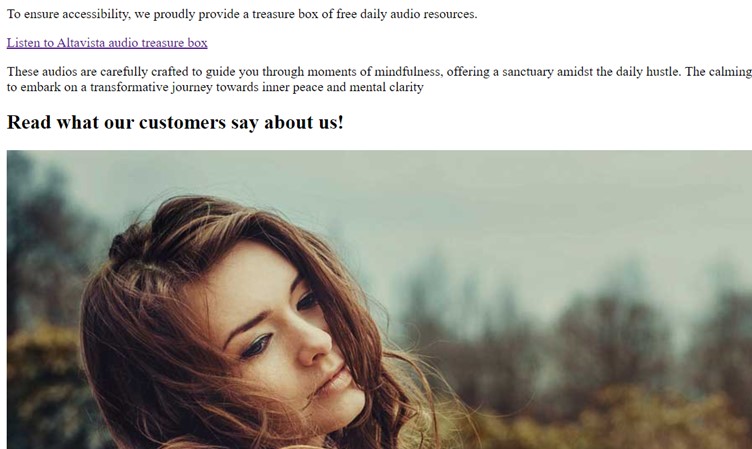 To ensure accessibility, we proudly provide a treasure box of free daily audio resources.
Listen to Altavista audio treasure box
These audios are carefully crafted to guide you through moments of mindfulness, offering a sanctuary amidst the daily hustle. The calming
to embark on a transformative journey towards inner peace and mental clarity
Read what our customers say about us!